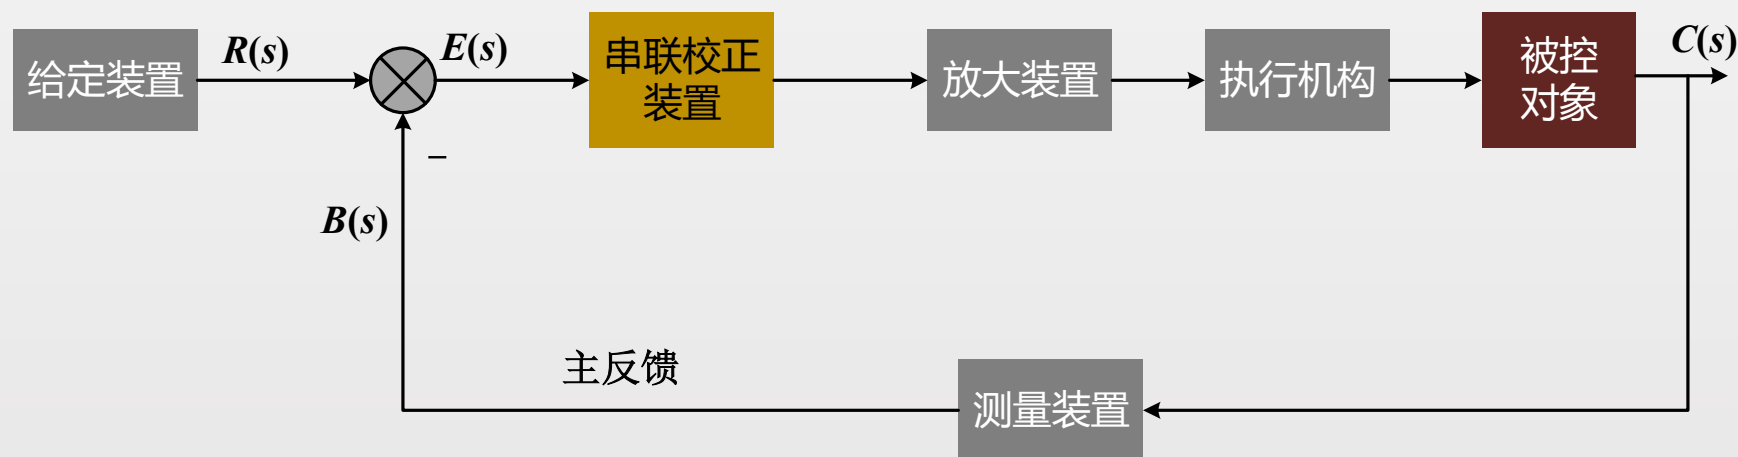 给定装置
R(s)
E(s)
串联校正
装置
放大装置
执行机构
被控
对象
C(s)
−
B(s)
主反馈
测量装置